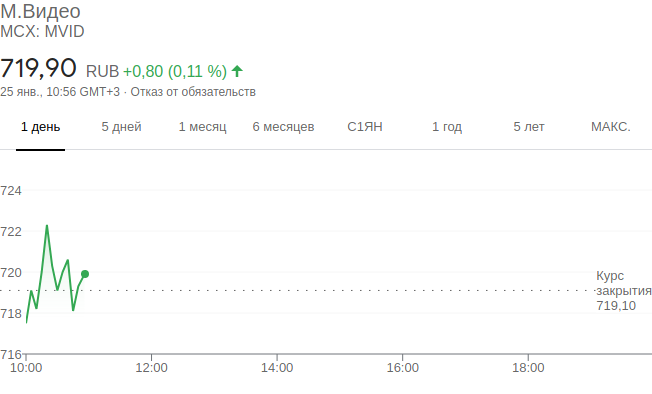 М.Видео
MCX: MVID
719,90 RUB +0,80 (0,11 %)
25 янв., 10:56 GMT+3 · Отказ от обязательств
1 день 5 дней 1 месяц 6 месяцев С1ЯН 1 год 5 лет МАКС.
724
722
720
718
716
Курс
закрытия
719,10
10:00 12:00 14:00 16:00 18:00